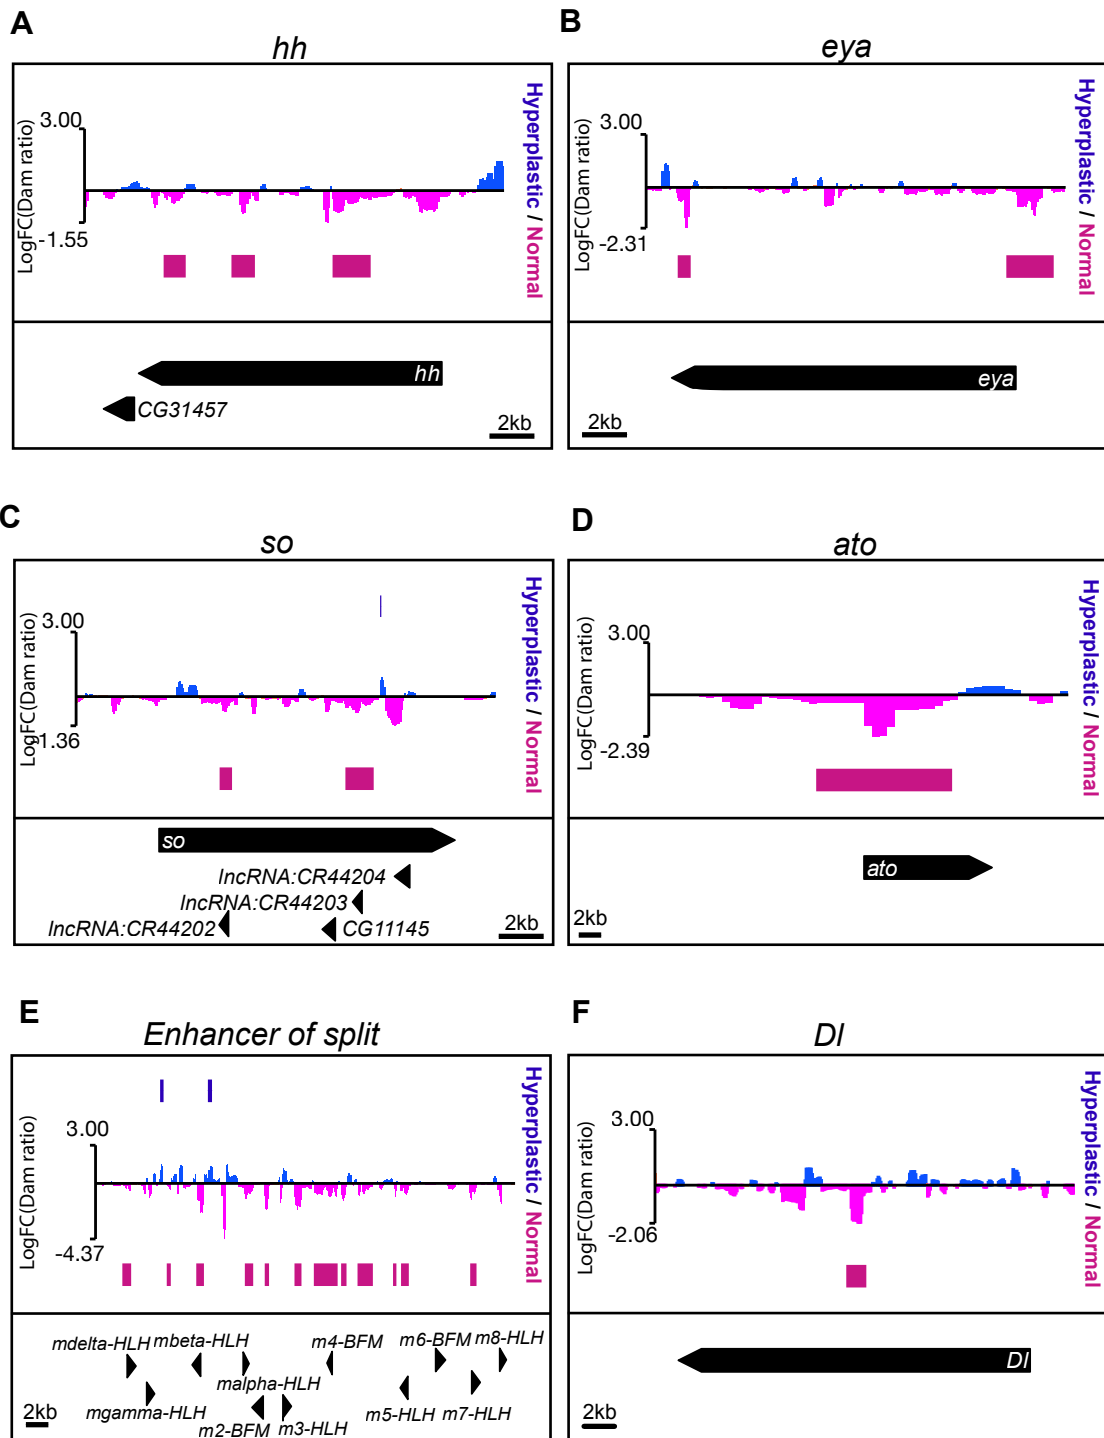 A
hh
LogFC(Dam ratio)
3.00
-1.55
Hyperplastic / Normal
hh
CG31457
2kb
B
eya
LogFC(Dam ratio)
3.00
-2.31
Hyperplastic / Normal
eya
2kb
C
so
LogFC(Dam ratio)
3.00
-1.36
Hyperplastic / Normal
so
lncRNA:CR44204
lncRNA:CR44203
lncRNA:CR44202
CG11145
2kb
D
ato
LogFC(Dam ratio)
3.00
-2.39
Hyperplastic / Normal
ato
2kb
E
Enhancer of split
LogFC(Dam ratio)
3.00
-4.37
Hyperplastic / Normal
mdelta-HLH mbeta-HLH m4-BFM m6-BFM m8-HLH
malpha-HLH
mgamma-HLH m5-HLH m7-HLH
m2-BFM m3-HLH
2kb
F
Dl
LogFC(Dam ratio)
3.00
-2.06
Hyperplastic / Normal
Dl
2kb